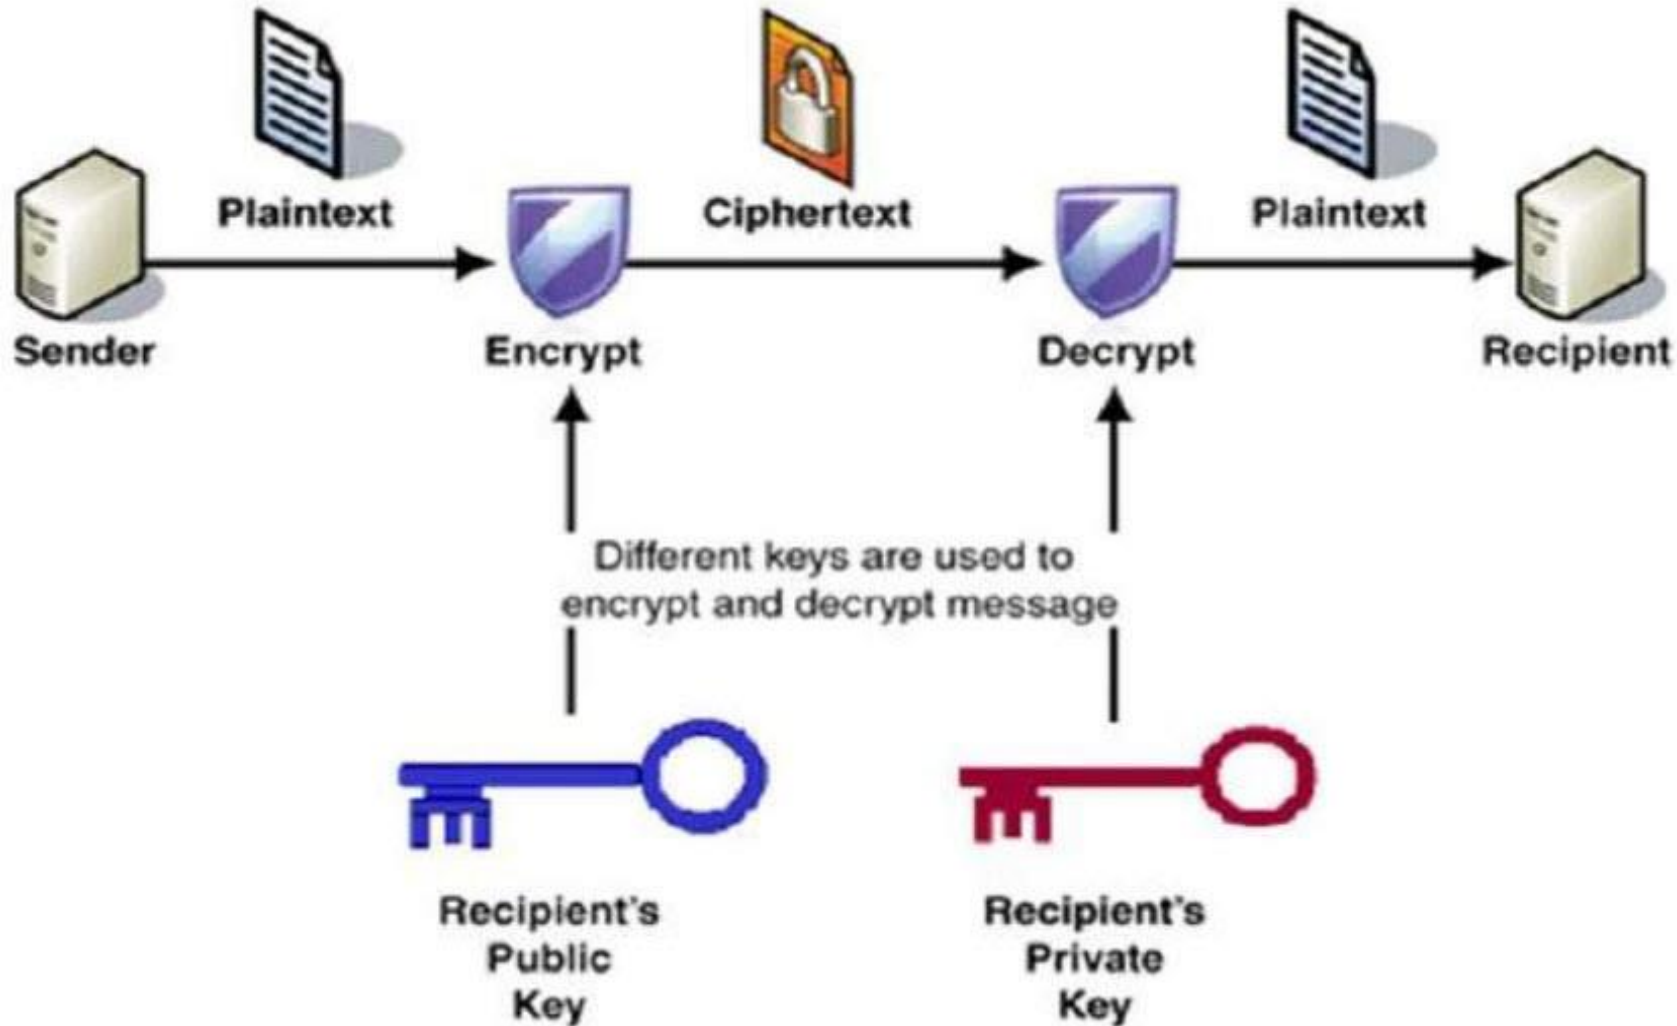 Plaintext
Ciphertext
Plaintext
Sender
Encrypt
Decrypt
Recipient
Different keys are used to
encrypt and decrypt message
Recipient's
Public
Key
Recipient's
Private
Key